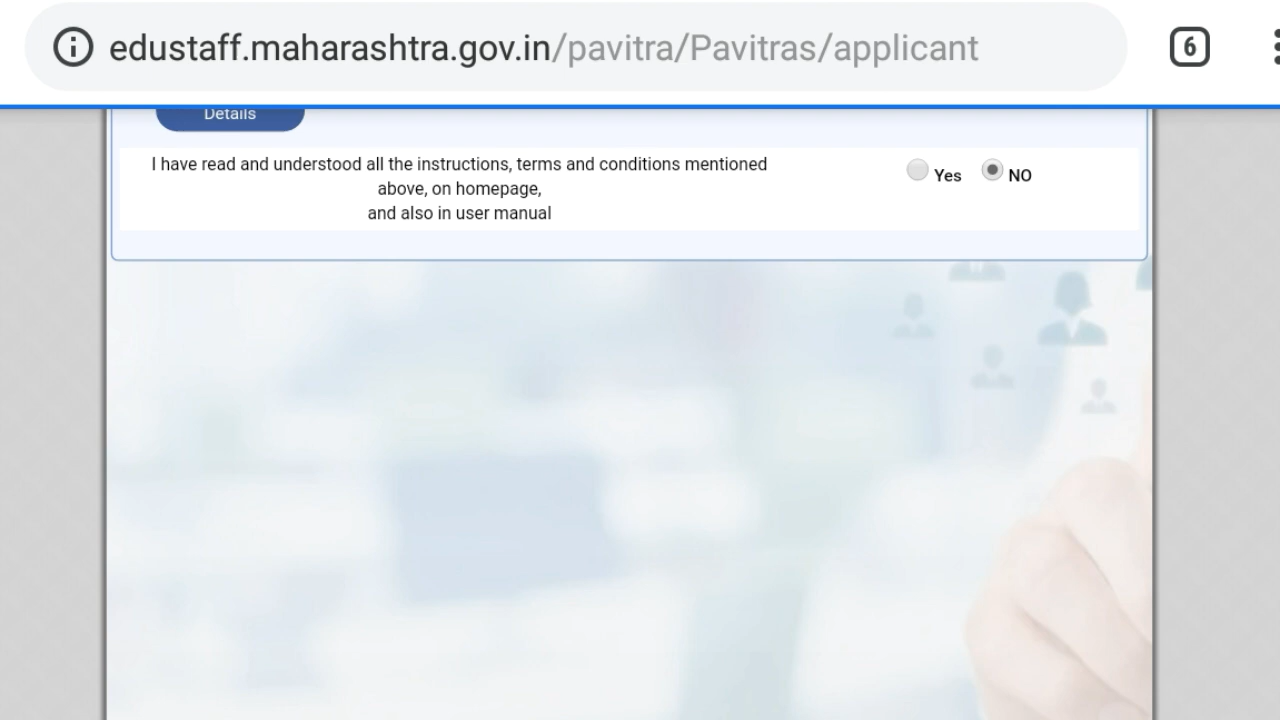 edustaff.maharashtra.gov.in/pavitra/Pavitras/applicant
6
Details
I have read and understood all the instructions, terms and conditions mentioned
above, on homepage,
and also in user manual
Yes
NO